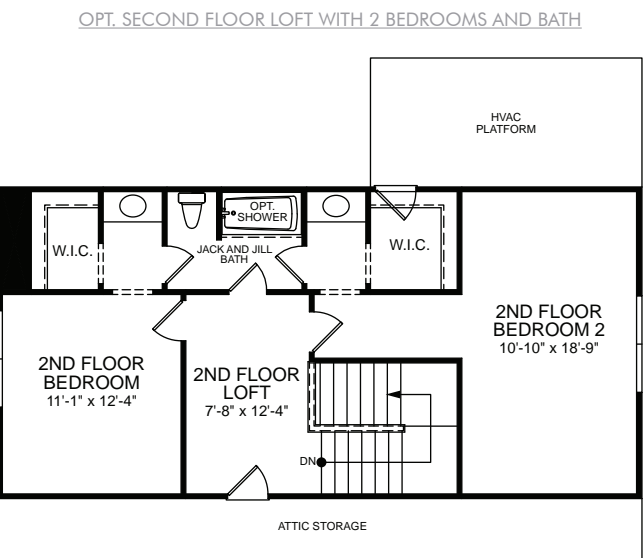 OPT. SECOND FLOOR LOFT WITH 2 BEDROOMS AND BATH
HVAC
PLATFORM
OPT.
SHOWER
W.I.C.
JACK AND JILL
BATH
W.I.C.
2ND FLOOR
BEDROOM 2
10'-10" x 18'-9"
2ND FLOOR
BEDROOM
11'-1" x 12'-4"
2ND FLOOR
LOFT
7'-8" x 12'-4"
DN
ATTIC STORAGE